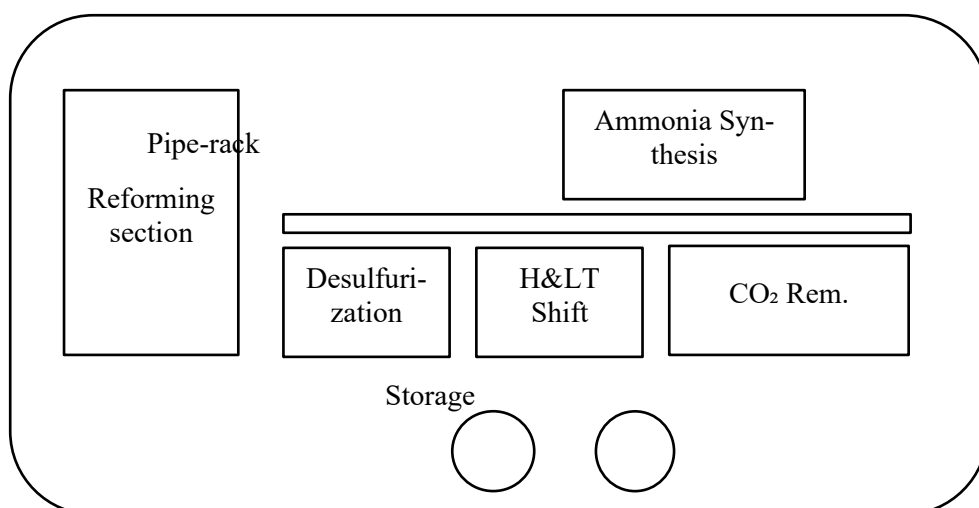 Pipe-rack
Reforming
section
Ammonia Syn-
thesis
Desulfuri-
zation
H&LT
Shift
CO₂ Rem.
Storage